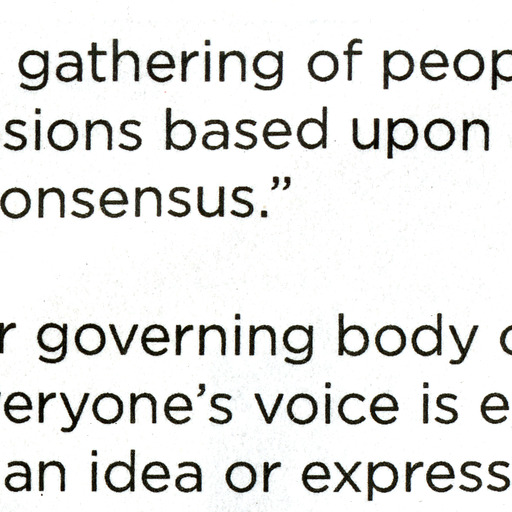 gathering of peop
sions based upon
onsensus.”
r governing body
eryone’s voice is e
an idea or express